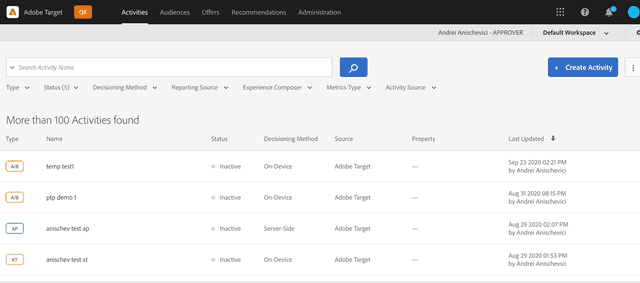 Adobe Target QA Activities Audiences Offers Recommendations Administration
Andrei Anischevici - APPROVER Default Workspace
Search Activity Name + Create Activity
Type Status (5) Decisioning Method Reporting Source Experience Composer Metrics Type Activity Source
More than 100 Activities found
Type Name Status Decisioning Method Source Property Last Updated
A/B temp test1 Inactive On-Device Adobe Target — Sep 23 2020 02:21 PM
by Andrei Anischevici
A/B ptp demo 1 Inactive On-Device Adobe Target — Aug 31 2020 08:15 PM
by Andrei Anischevici
AP anischev test ap Inactive Server-Side Adobe Target — Aug 29 2020 02:07 PM
by Andrei Anischevici
XT anischev test xt Inactive On-Device Adobe Target — Aug 29 2020 01:53 PM
by Andrei Anischevici